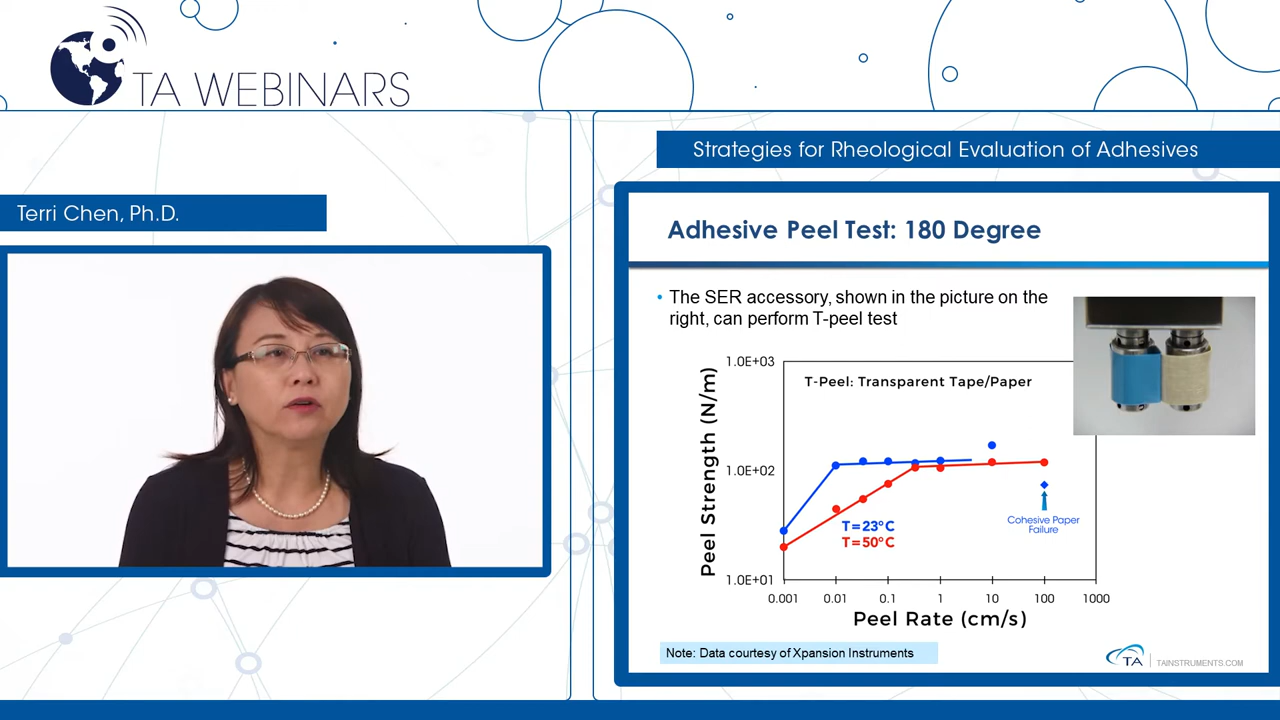 TA WEBINARS
Strategies for Rheological Evaluation of Adhesives
Terri Chen, Ph.D.
Adhesive Peel Test: 180 Degree
• The SER accessory, shown in the picture on the
right, can perform T-peel test
T-Peel: Transparent Tape/Paper
Peel Strength (N/m)
1.0E+03
1.0E+02
1.0E+01
T=23°C
T=50°C
Cohesive Paper
Failure
0.001 0.01 0.1 1 10 100 1000
Peel Rate (cm/s)
Note: Data courtesy of Xpansion Instruments
TA
TAINSTRUMENTS.COM